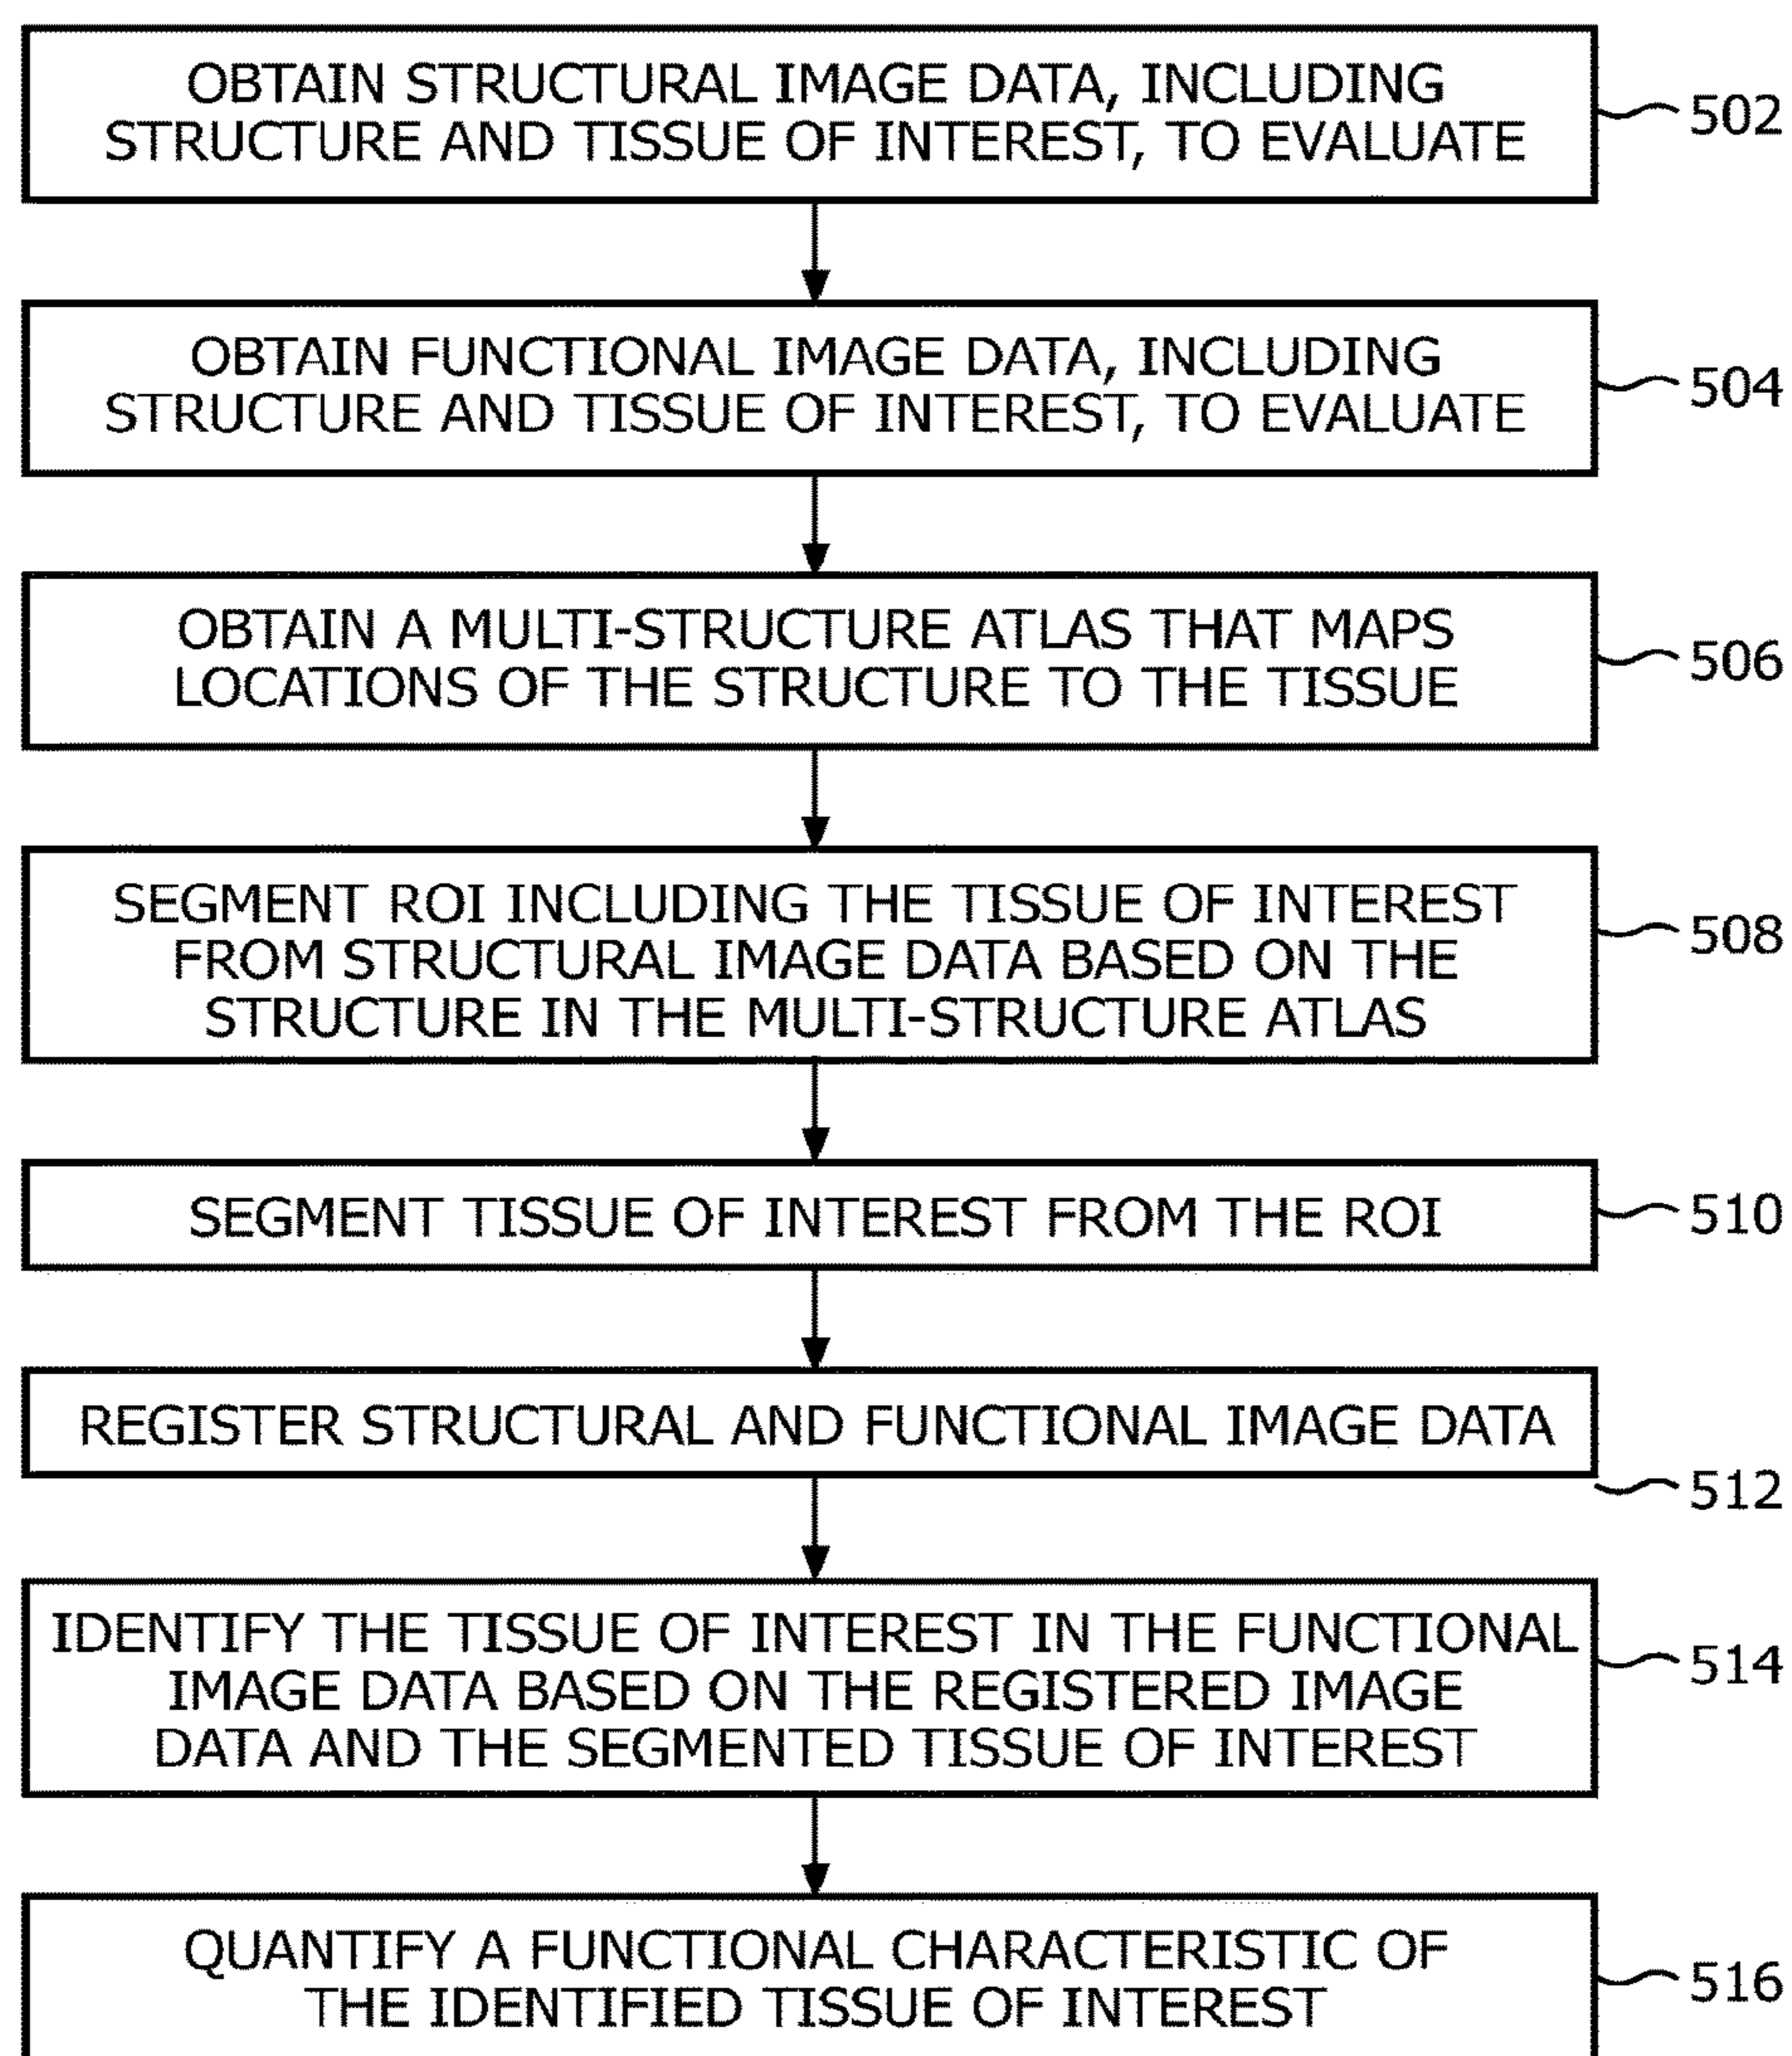 OBTAIN STRUCTURAL IMAGE DATA, INCLUDING
STRUCTURE AND TISSUE OF INTEREST, TO EVALUATE
502
OBTAIN FUNCTIONAL IMAGE DATA, INCLUDING
STRUCTURE AND TISSUE OF INTEREST, TO EVALUATE
504
OBTAIN A MULTI-STRUCTURE ATLAS THAT MAPS
LOCATIONS OF THE STRUCTURE TO THE TISSUE
506
SEGMENT ROI INCLUDING THE TISSUE OF INTEREST
FROM STRUCTURAL IMAGE DATA BASED ON THE
STRUCTURE IN THE MULTI-STRUCTURE ATLAS
508
SEGMENT TISSUE OF INTEREST FROM THE ROI
510
REGISTER STRUCTURAL AND FUNCTIONAL IMAGE DATA
512
IDENTIFY THE TISSUE OF INTEREST IN THE FUNCTIONAL
IMAGE DATA BASED ON THE REGISTERED IMAGE
DATA AND THE SEGMENTED TISSUE OF INTEREST
514
QUANTIFY A FUNCTIONAL CHARACTERISTIC OF
THE IDENTIFIED TISSUE OF INTEREST
516